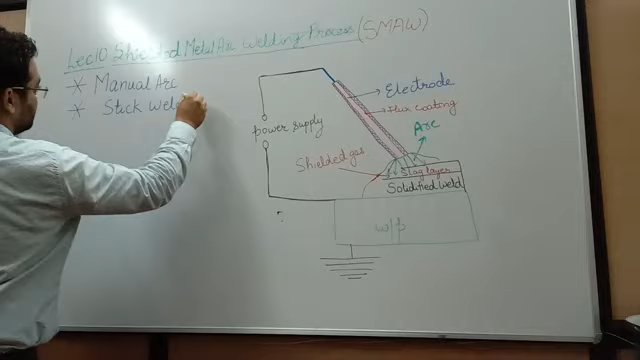 Lec10 Shielded Metal Arc Welding Process (SMAW)
* Manual Arc
* Stick Wel
Electrode
Flux coating
Arc
power supply
Shielded gas
Slag layer
Solidified weld
w/p